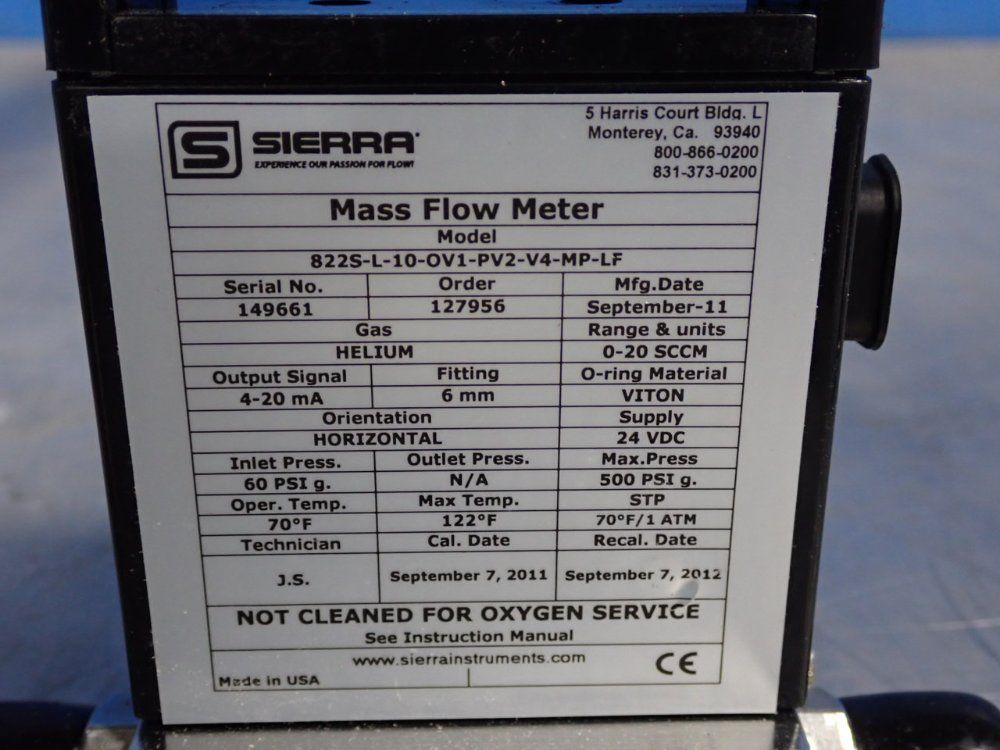 S SIERRA
EXPERIENCE OUR PASSION FOR FLOW!
5 Harris Court Bldg. L
Monterey, Ca. 93940
800-866-0200
831-373-0200
Mass Flow Meter
Model
822S-L-10-OV1-PV2-V4-MP-LF
Serial No. Order Mfg.Date
149661 127956 September-11
Gas Range & units
HELIUM 0-20 SCCM
Output Signal Fitting O-ring Material
4-20 mA 6 mm VITON
Orientation Supply
HORIZONTAL 24 VDC
Inlet Press. Outlet Press. Max.Press
60 PSI g. N/A 500 PSI g.
Oper. Temp. Max Temp. STP
70°F 122°F 70°F/1 ATM
Technician Cal. Date Recal. Date
J.S. September 7, 2011 September 7, 2012
NOT CLEANED FOR OXYGEN SERVICE
See Instruction Manual
www.sierrainstruments.com CE
Made in USA